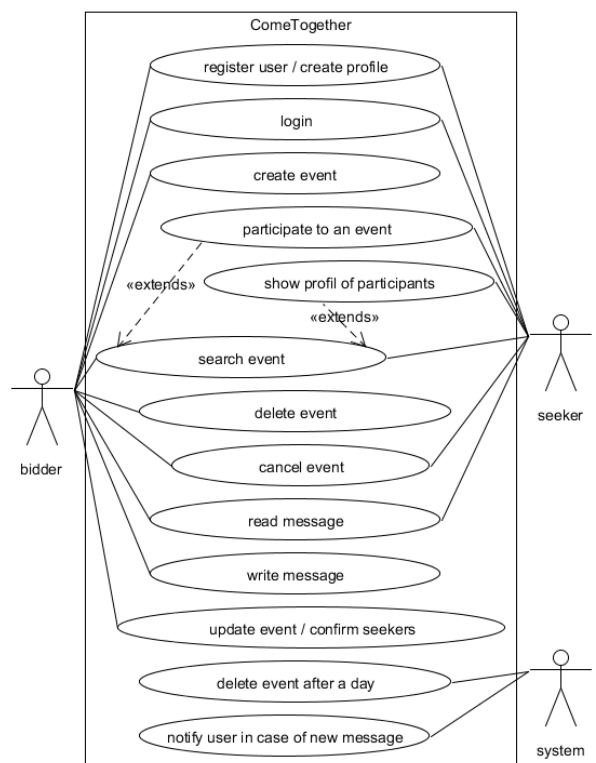 ComeTogether
register user / create profile
login
create event
participate to an event
«extends»
show profil of participants
«extends»
search event
bidder
seeker
delete event
cancel event
read message
write message
update event / confirm seekers
delete event after a day
notify user in case of new message
system